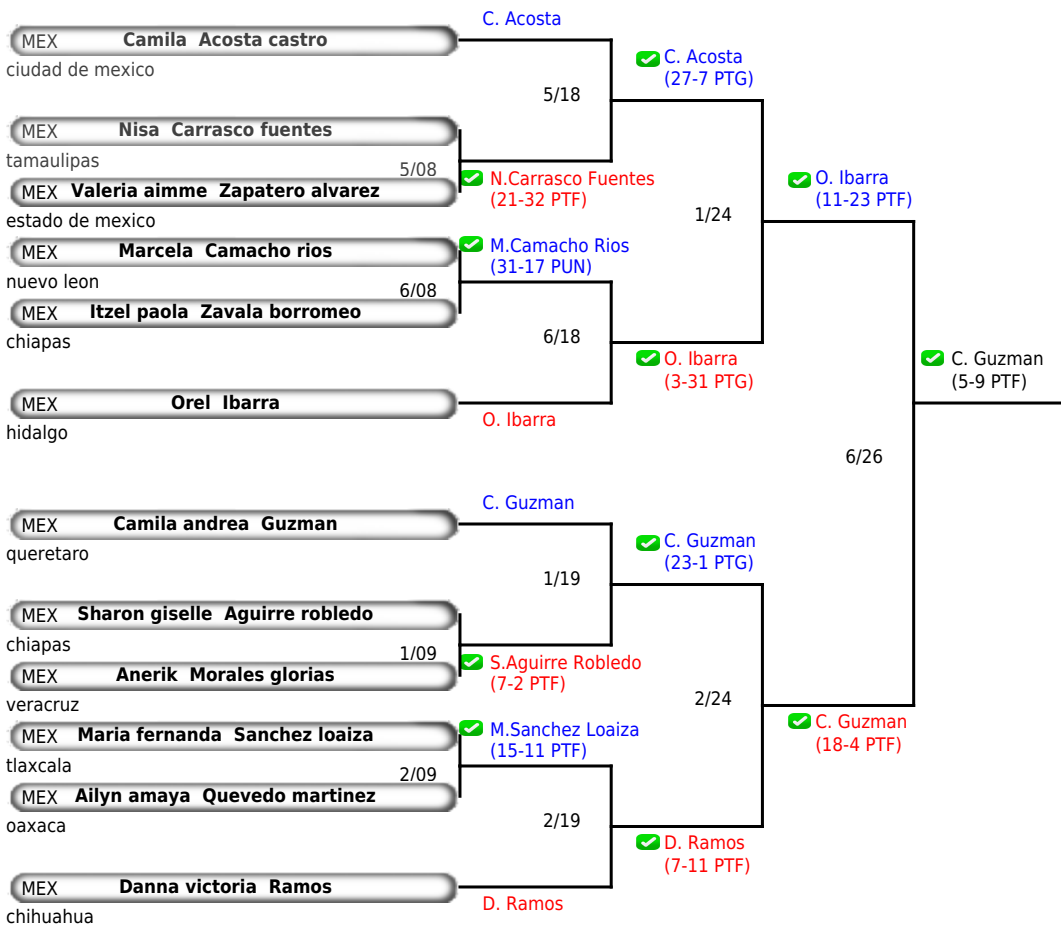 C. Acosta
MEX Camila Acosta castro
ciudad de mexico
C. Acosta
(27-7 PTG)
5/18
MEX Nisa Carrasco fuentes
tamaulipas
5/08
N.Carrasco Fuentes
(21-32 PTF)
MEX Valeria aimme Zapatero alvarez
estado de mexico
O. Ibarra
(11-23 PTF)
1/24
MEX Marcela Camacho rios
nuevo leon
M.Camacho Rios
(31-17 PUN)
6/08
MEX Itzel paola Zavala borromeo
chiapas
6/18
O. Ibarra
(3-31 PTG)
C. Guzman
(5-9 PTF)
MEX Orel Ibarra
hidalgo
O. Ibarra
6/26
C. Guzman
MEX Camila andrea Guzman
queretaro
C. Guzman
(23-1 PTG)
1/19
MEX Sharon giselle Aguirre robledo
chiapas
1/09
S.Aguirre Robledo
(7-2 PTF)
MEX Anerik Morales glorias
veracruz
2/24
C. Guzman
(18-4 PTF)
MEX Maria fernanda Sanchez loaiza
tlaxcala
M.Sanchez Loaiza
(15-11 PTF)
2/09
MEX Ailyn amaya Quevedo martinez
oaxaca
2/19
D. Ramos
(7-11 PTF)
MEX Danna victoria Ramos
chihuahua
D. Ramos